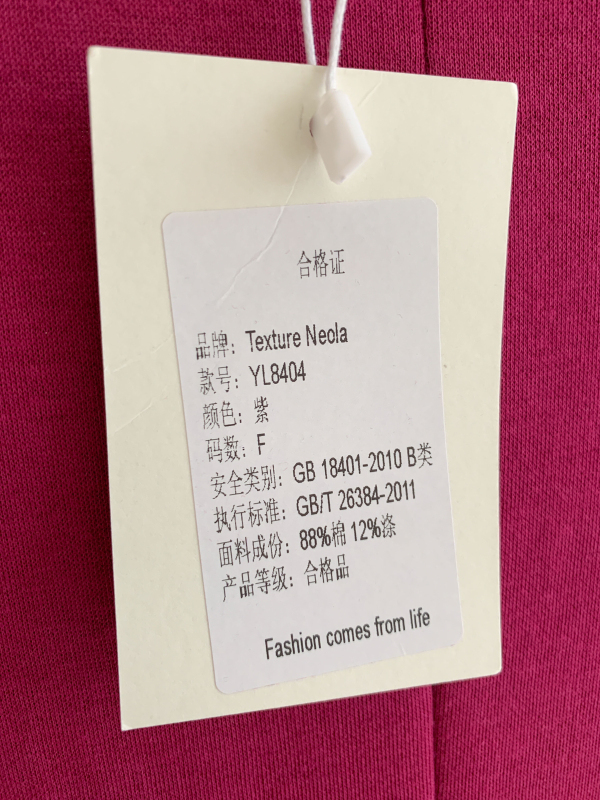 合格证
品牌：Texture Neola
款号：YL8404
颜色：紫
码数：F
安全类别：GB 18401-2010 B类
执行标准：GB/T 26384-2011
面料成份：88%棉 12%涤
产品等级：合格品
Fashion comes from life